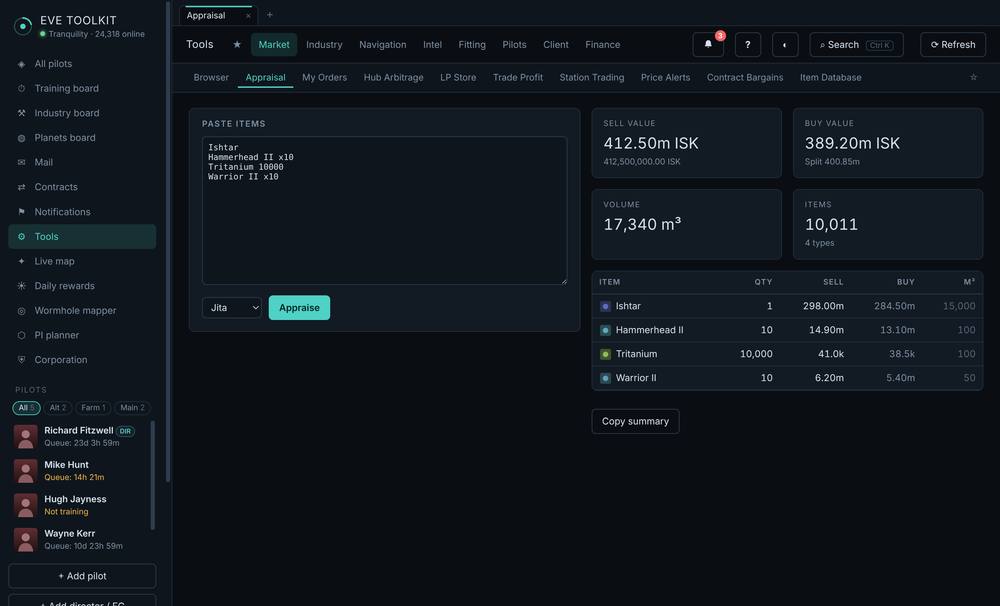 EVE TOOLKIT
Tranquility · 24,318 online
All pilots
Training board
Industry board
Planets board
Mail
Contracts
Notifications
Tools
Live map
Daily rewards
Wormhole mapper
PI planner
Corporation
PILOTS
All 5 Alt 2 Farm 1 Main 2
Richard Fitzwell DIR
Queue: 23d 3h 59m
Mike Hunt
Queue: 14h 21m
Hugh Jayness
Not training
Wayne Kerr
Queue: 10d 23h 59m
+ Add pilot
+ Add director / FC
Appraisal × +
Tools ★ Market Industry Navigation Intel Fitting Pilots Client Finance 3 ? Search Ctrl K ⟳ Refresh
Browser Appraisal My Orders Hub Arbitrage LP Store Trade Profit Station Trading Price Alerts Contract Bargains Item Database ☆
PASTE ITEMS
Ishtar
Hammerhead II x10
Tritanium 10000
Warrior II x10
Jita Appraise
SELL VALUE
412.50m ISK
412,500,000.00 ISK
BUY VALUE
389.20m ISK
Split 400.85m
VOLUME
17,340 m³
ITEMS
10,011
4 types
ITEM QTY SELL BUY M³
Ishtar 1 298.00m 284.50m 15,000
Hammerhead II 10 14.90m 13.10m 100
Tritanium 10,000 41.0k 38.5k 100
Warrior II 10 6.20m 5.40m 50
Copy summary